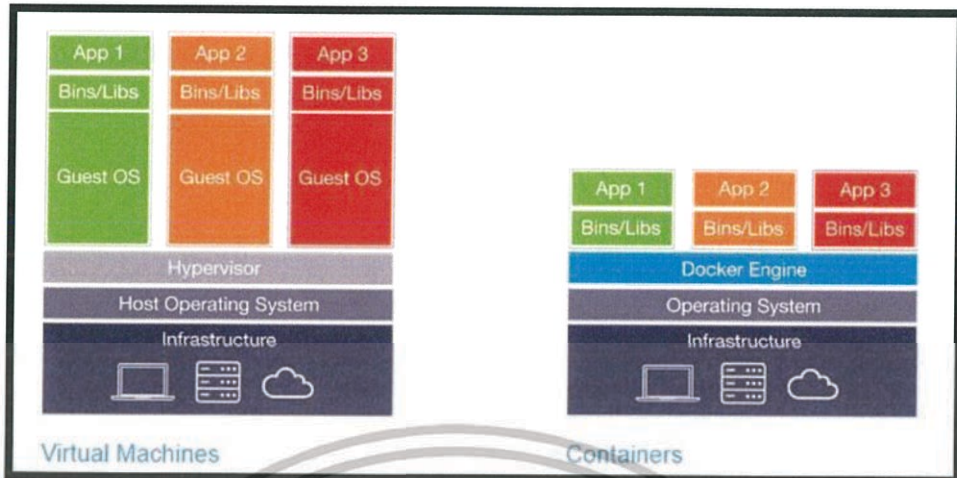 App 1
App 2
App 3
Bins/Libs
Bins/Libs
Bins/Libs
Guest OS
Guest OS
Guest OS
Hypervisor
Host Operating System
Infrastructure
Virtual Machines
App 1
App 2
App 3
Bins/Libs
Bins/Libs
Bins/Libs
Docker Engine
Operating System
Infrastructure
Containers